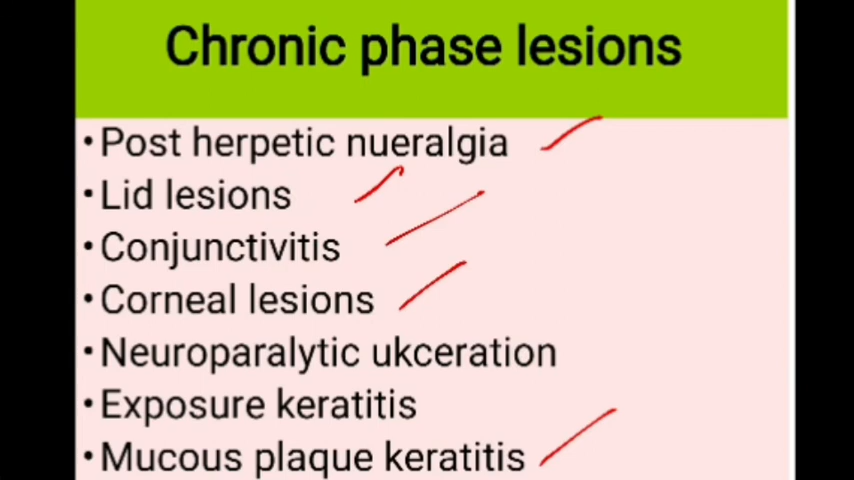 Chronic phase lesions
•Post herpetic nueralgia
•Lid lesions
•Conjunctivitis
•Corneal lesions
•Neuroparalytic ukceration
•Exposure keratitis
•Mucous plaque keratitis